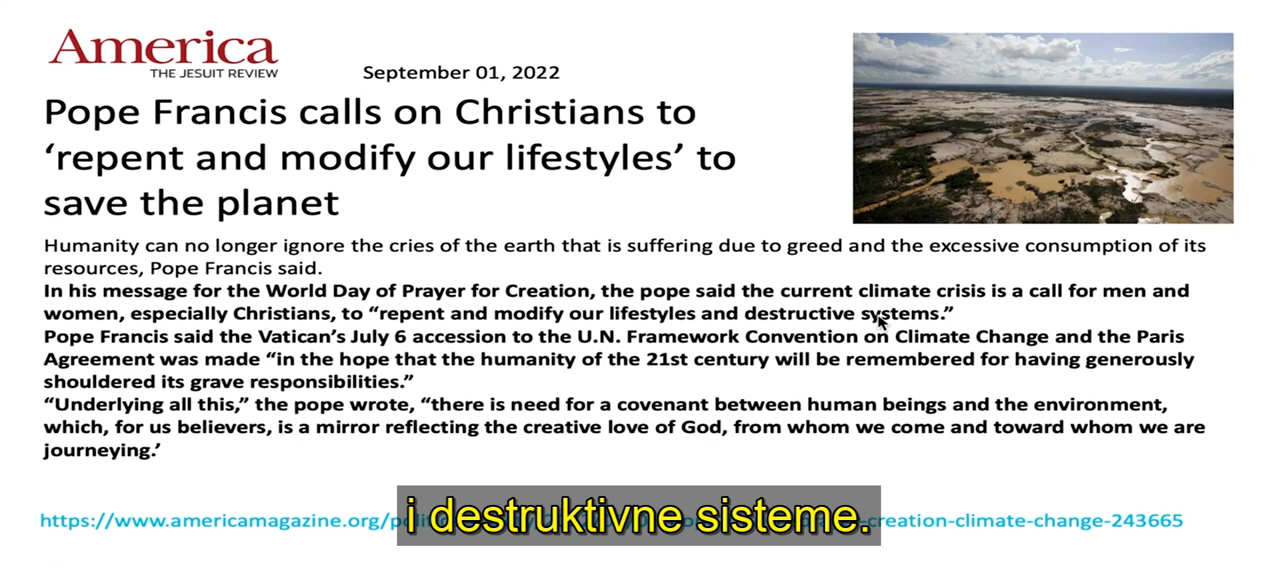 America
THE JESUIT REVIEW
September 01, 2022
Pope Francis calls on Christians to
‘repent and modify our lifestyles’ to
save the planet
Humanity can no longer ignore the cries of the earth that is suffering due to greed and the excessive consumption of its
resources, Pope Francis said.
In his message for the World Day of Prayer for Creation, the pope said the current climate crisis is a call for men and
women, especially Christians, to “repent and modify our lifestyles and destructive systems.”
Pope Francis said the Vatican’s July 6 accession to the U.N. Framework Convention on Climate Change and the Paris
Agreement was made “in the hope that the humanity of the 21st century will be remembered for having generously
shouldered its grave responsibilities.”
“Underlying all this,” the pope wrote, “there is need for a covenant between human beings and the environment,
which, for us believers, is a mirror reflecting the creative love of God, from whom we come and toward whom we are
journeying.’
https://www.americamagazine.org/ -creation-climate-change-243665
i destruktivne sisteme.